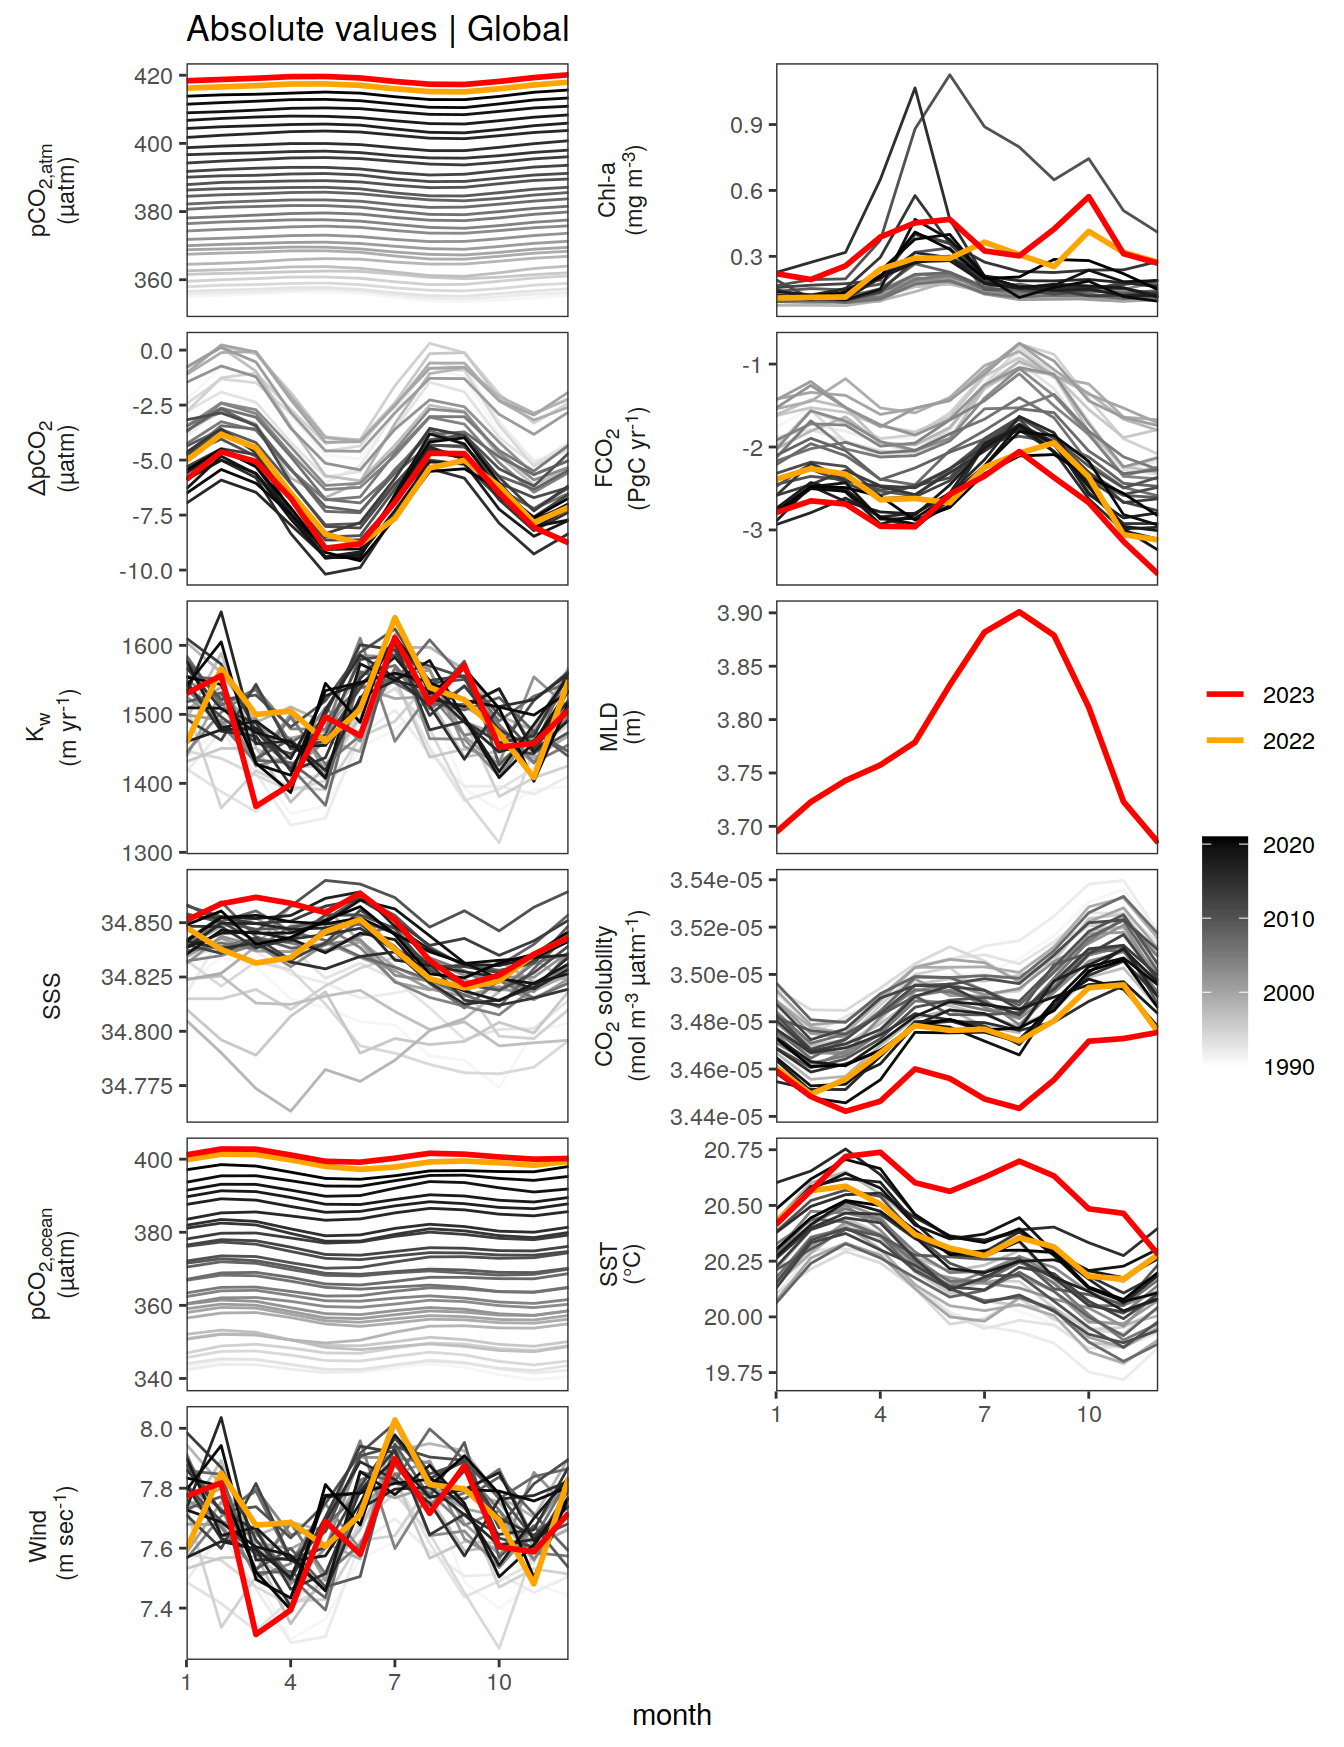 Absolute values | Global
pCO2,atm
(µatm)
420
400
380
360
Chl-a
(mg m-3)
0.9
0.6
0.3
ΔpCO2
(µatm)
0.0
-2.5
-5.0
-7.5
-10.0
FCO2
(PgC yr-1)
-1
-2
-3
Kw
(m yr-1)
1600
1500
1400
1300
MLD
(m)
3.90
3.85
3.80
3.75
3.70
SSS
34.850
34.825
34.800
34.775
CO2 solubility
(mol m-3 µatm-1)
3.54e-05
3.52e-05
3.50e-05
3.48e-05
3.46e-05
3.44e-05
pCO2,ocean
(µatm)
400
380
360
340
SST
(°C)
20.75
20.50
20.25
20.00
19.75
1 4 7 10
Wind
(m sec-1)
8.0
7.8
7.6
7.4
1 4 7 10
month
2023
2022
2020
2010
2000
1990